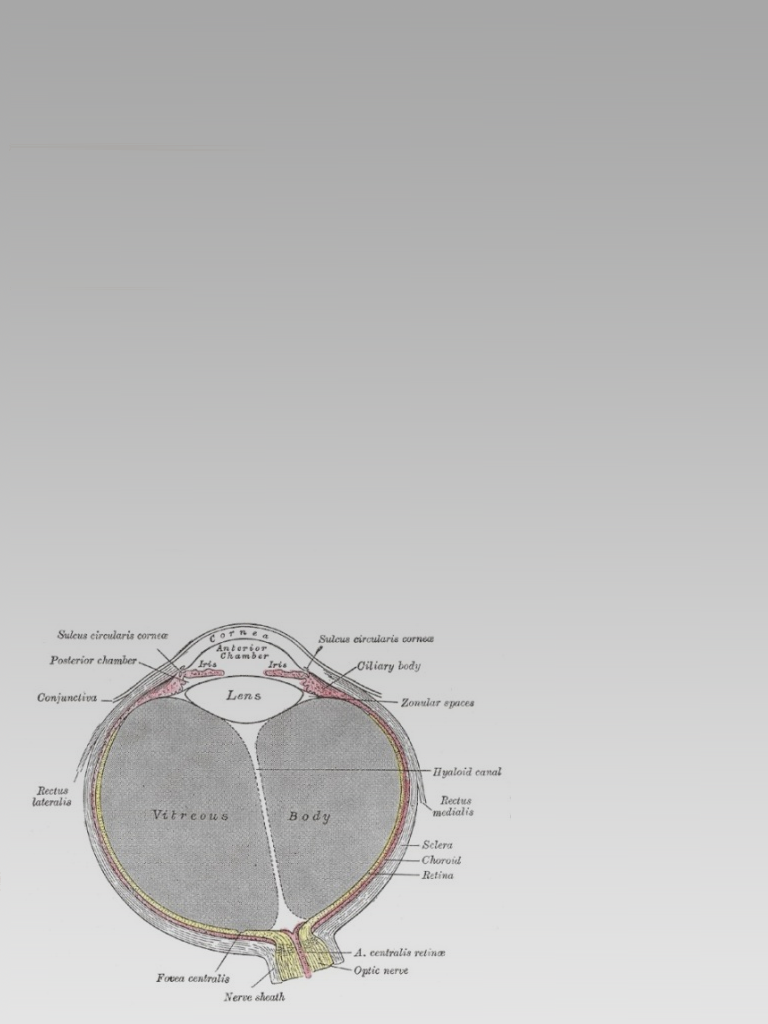 Cornea
Sulcus circularis corneæ
Sulcus circularis corneæ
Anterior
Chamber
Posterior chamber
Iris
Iris
Ciliary body
Conjunctiva
Lens
Zonular spaces
Hyaloid canal
Rectus
lateralis
Rectus
medialis
Vitreous
Body
Sclera
Choroid
Retina
A. centralis retinæ
Fovea centralis
Optic nerve
Nerve sheath